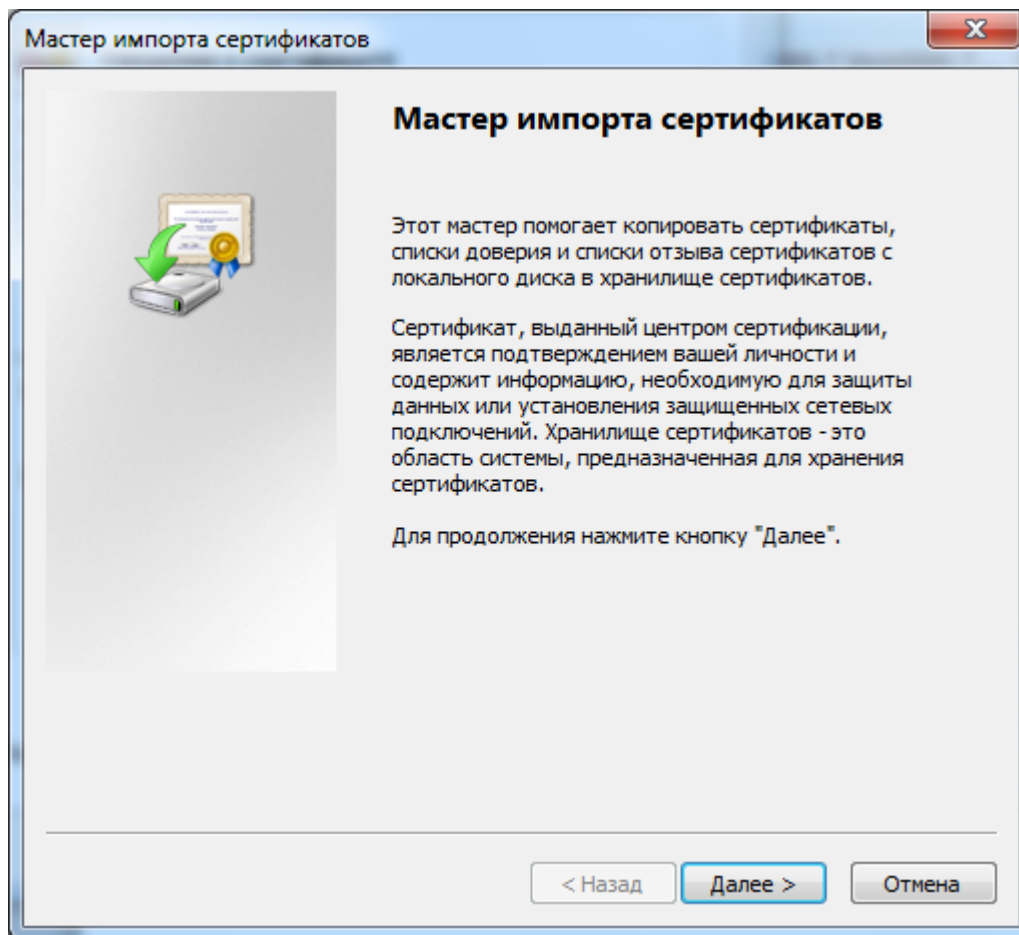 Мастер импорта сертификатов
Мастер импорта сертификатов
Этот мастер помогает копировать сертификаты,
списки доверия и списки отзыва сертификатов с
локального диска в хранилище сертификатов.
Сертификат, выданный центром сертификации,
является подтверждением вашей личности и
содержит информацию, необходимую для защиты
данных или установления защищенных сетевых
подключений. Хранилище сертификатов - это
область системы, предназначенная для хранения
сертификатов.
Для продолжения нажмите кнопку "Далее".
< Назад
Далее >
Отмена